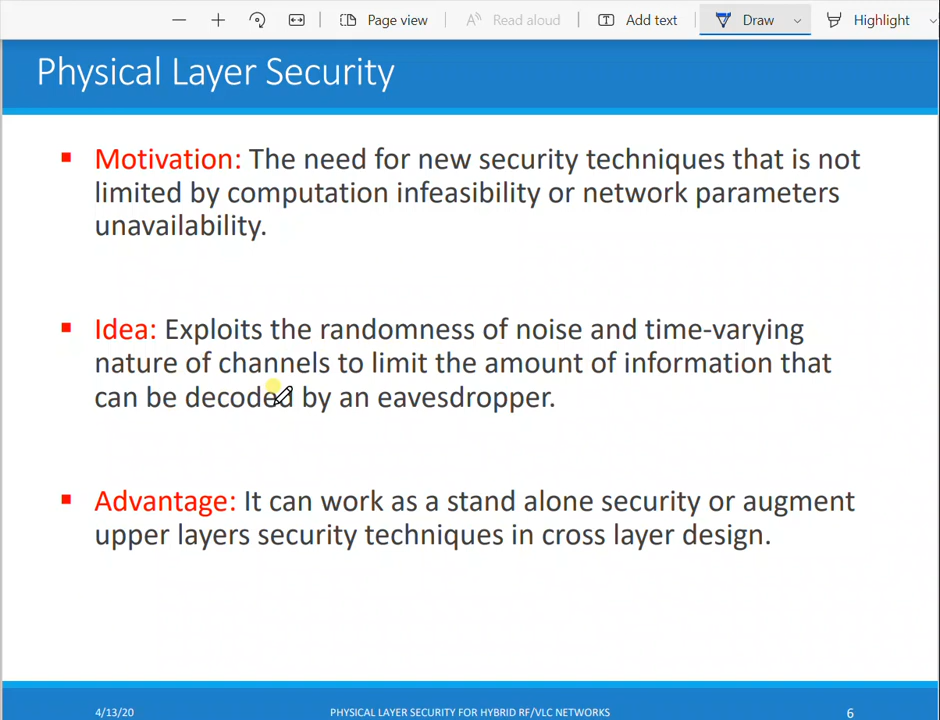 Page view
Read aloud
Add text
Draw
Highlight
Physical Layer Security
Motivation: The need for new security techniques that is not
limited by computation infeasibility or network parameters
unavailability.
Idea: Exploits the randomness of noise and time-varying
nature of channels to limit the amount of information that
can be decoded by an eavesdropper.
Advantage: It can work as a stand alone security or augment
upper layers security techniques in cross layer design.
4/13/20
PHYSICAL LAYER SECURITY FOR HYBRID RF/VLC NETWORKS
6